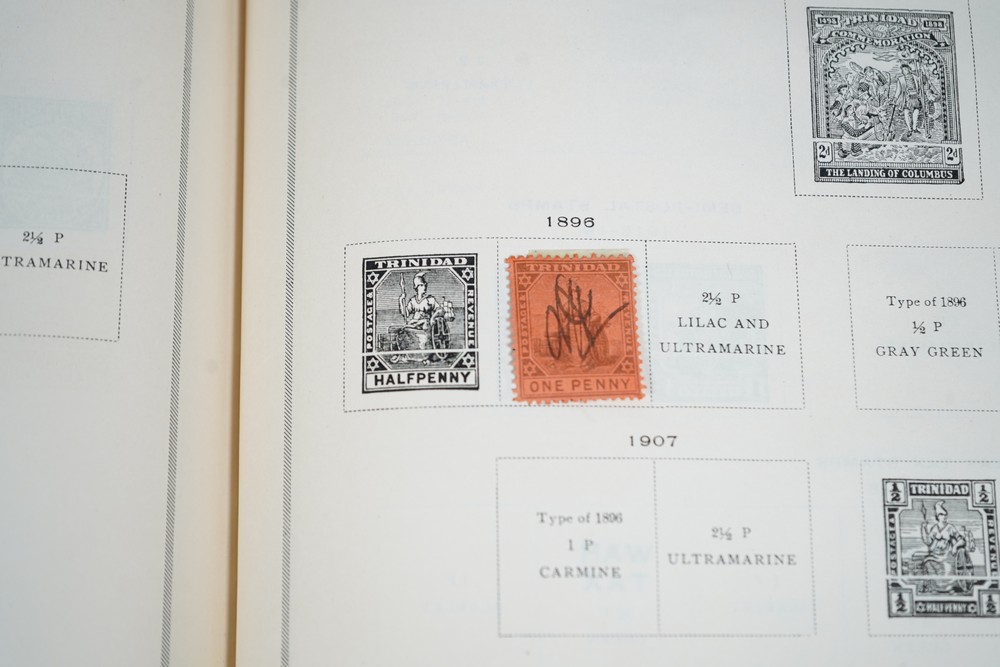 2½ P
TRAMARINE
1898 TRINIDAD 1898
COMMEMORATION
2d 2d
THE LANDING OF COLUMBUS
1896
TRINIDAD
POSTAGE & REVENUE
HALFPENNY
TRINIDAD
POSTAGE & REVENUE
ONE PENNY
2½ P
LILAC AND
ULTRAMARINE
Type of 1896
½ P
GRAY GREEN
1907
Type of 1896
1 P
CARMINE
2½ P
ULTRAMARINE
½ TRINIDAD ½
POSTAGE & REVENUE
½ HALFPENNY ½